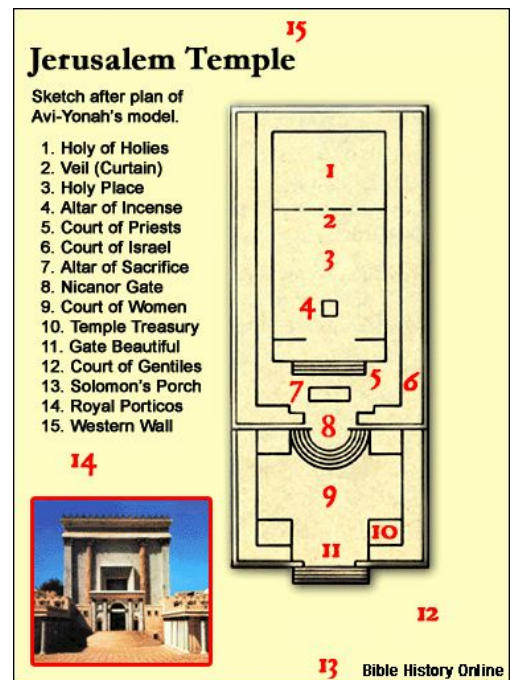 15
Jerusalem Temple
Sketch after plan of
Avi-Yonah's model.
1. Holy of Holies
2. Veil (Curtain)
3. Holy Place
4. Altar of Incense
5. Court of Priests
6. Court of Israel
7. Altar of Sacrifice
8. Nicanor Gate
9. Court of Women
10. Temple Treasury
11. Gate Beautiful
12. Court of Gentiles
13. Solomon's Porch
14. Royal Porticos
15. Western Wall
14
1
2
3
4
5
6
7
8
9
10
11
12
13
Bible History Online